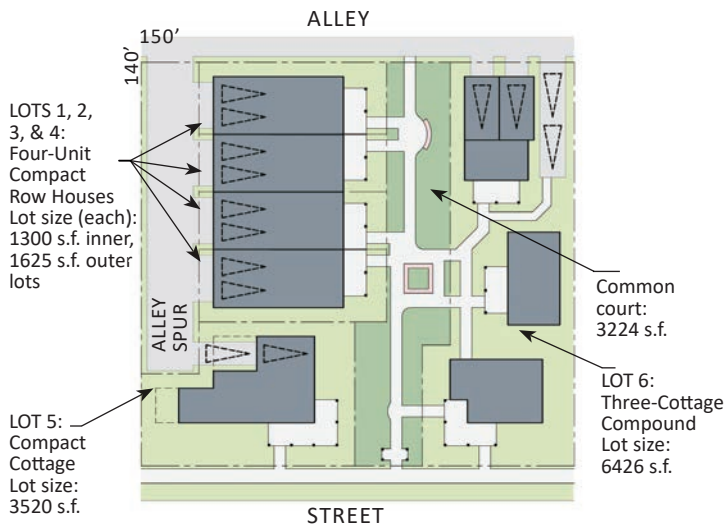 ALLEY
150’
140’
LOTS 1, 2,
3, & 4:
Four-Unit
Compact
Row Houses
Lot size (each):
1300 s.f. inner,
1625 s.f. outer
lots
ALLEY
SPUR
LOT 5:
Compact
Cottage
Lot size:
3520 s.f.
Common
court:
3224 s.f.
LOT 6:
Three-Cottage
Compound
Lot size:
6426 s.f.
STREET